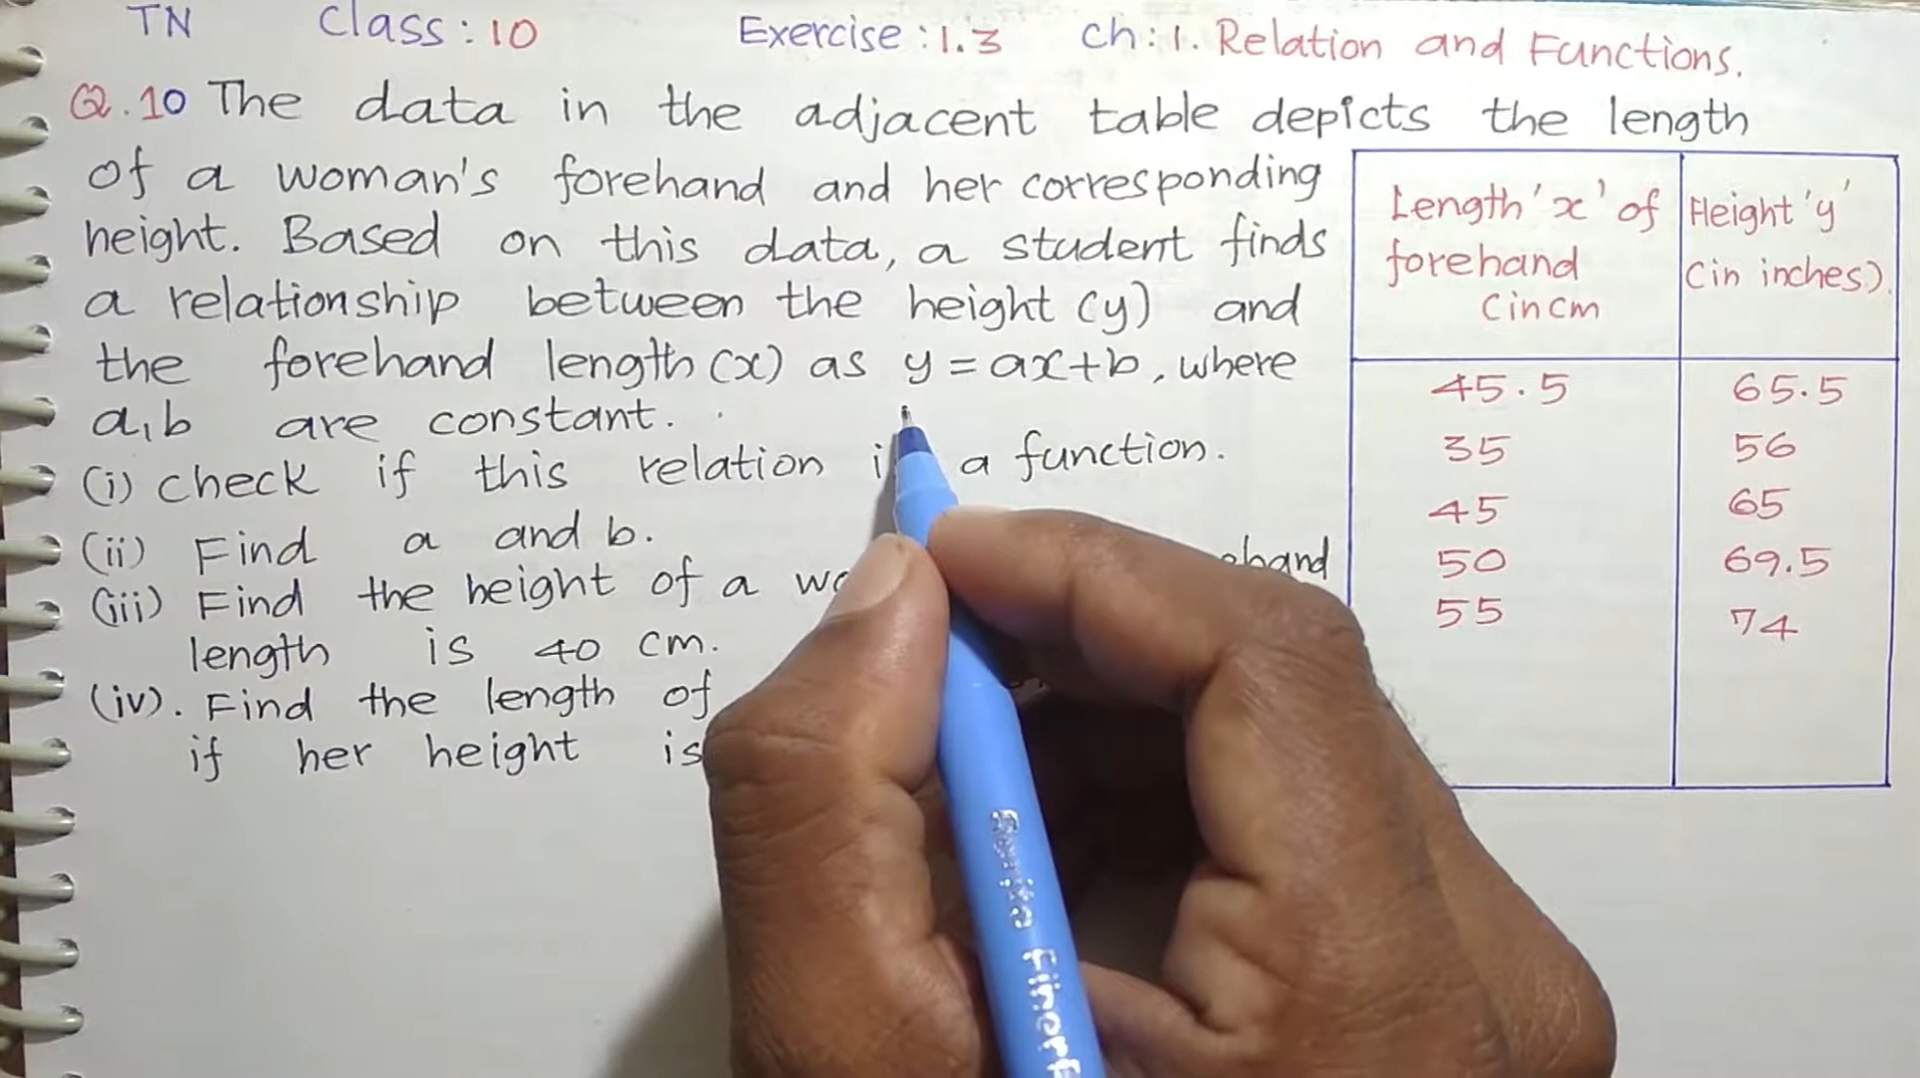 TN Class: 10 Exercise: 1.3 Ch: 1. Relation and Functions.
Q.10 The data in the adjacent table depicts the length
of a woman's forehand and her corresponding
height. Based on this data, a student finds
a relationship between the height (y) and
the forehand length (x) as y = ax+b, where
a,b are constant.
(i) check if this relation a function.
(ii) Find a and b.
(iii) Find the height of a
length is 40 cm.
(iv). Find the length of
if her height is
Length 'x' of
forehand
Cin cm
Height 'y'
(in inches).
45.5 65.5
35 56
45 65
50 69.5
55 74